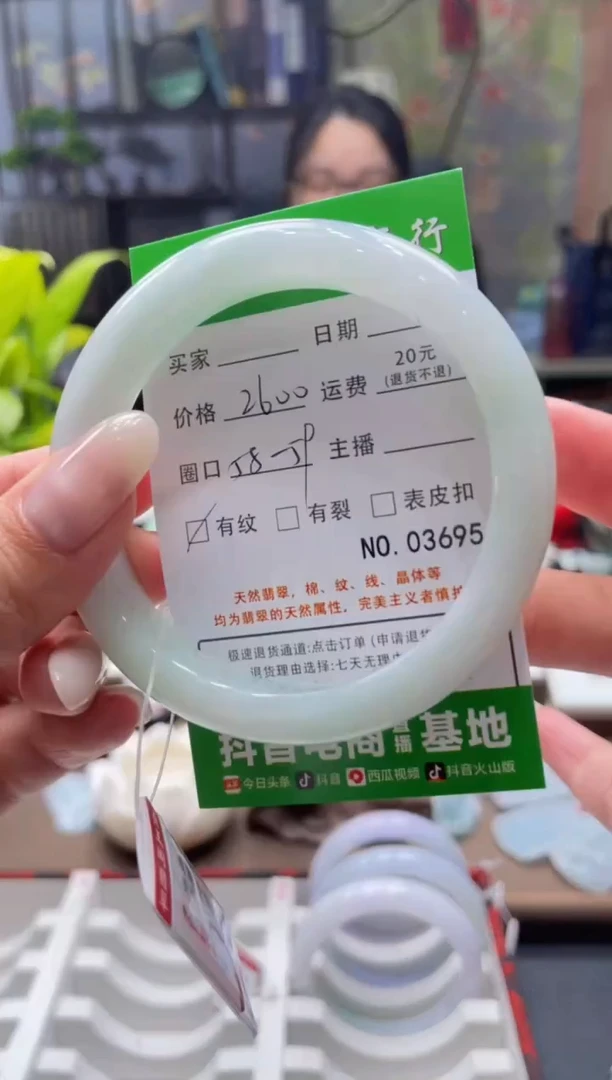 行
日期
买家
20元
价格 2600 运费 (退货不退)
圈口 58 主播
有纹 有裂 表皮扣
NO. 03695
天然翡翠，棉、纹、线、晶体等
均为翡翠的天然属性，完美主义者慎拍
极速退货通道:点击订单 (申请退
退货理由选择:七天无理由
抖音电商直播基地
今日头条 抖音 西瓜视频 抖音火山版